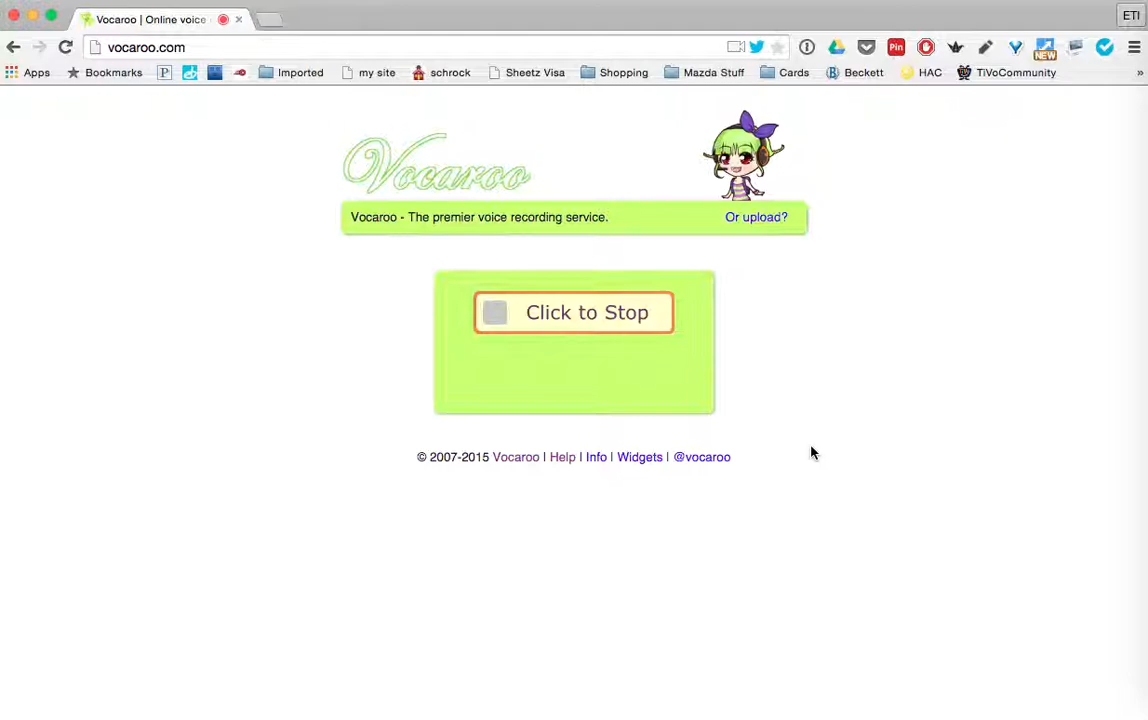 Vocaroo | Online voice
ETI
vocaroo.com
Pin
NEW
Apps
Bookmarks
P
Imported
my site
schrock
Sheetz Visa
Shopping
Mazda Stuff
Cards
B
Beckett
HAC
TiVoCommunity
»
Vocaroo
Vocaroo - The premier voice recording service.
Or upload?
Click to Stop
© 2007-2015 Vocaroo | Help | Info | Widgets | @vocaroo